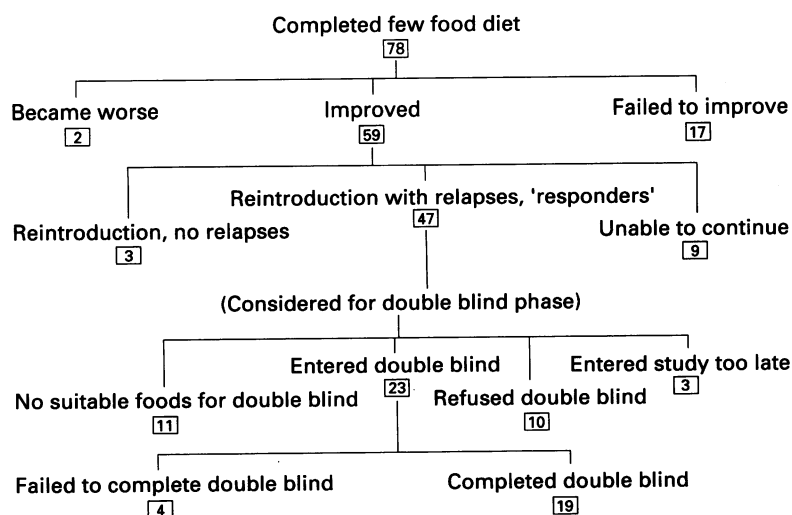 Completed few food diet
78
Became worse
2
Improved
59
Failed to improve
17
Reintroduction, no relapses
3
Reintroduction with relapses, 'responders'
47
Unable to continue
9
(Considered for double blind phase)
No suitable foods for double blind
11
Entered double blind
23
Refused double blind
10
Entered study too late
3
Failed to complete double blind
4
Completed double blind
19